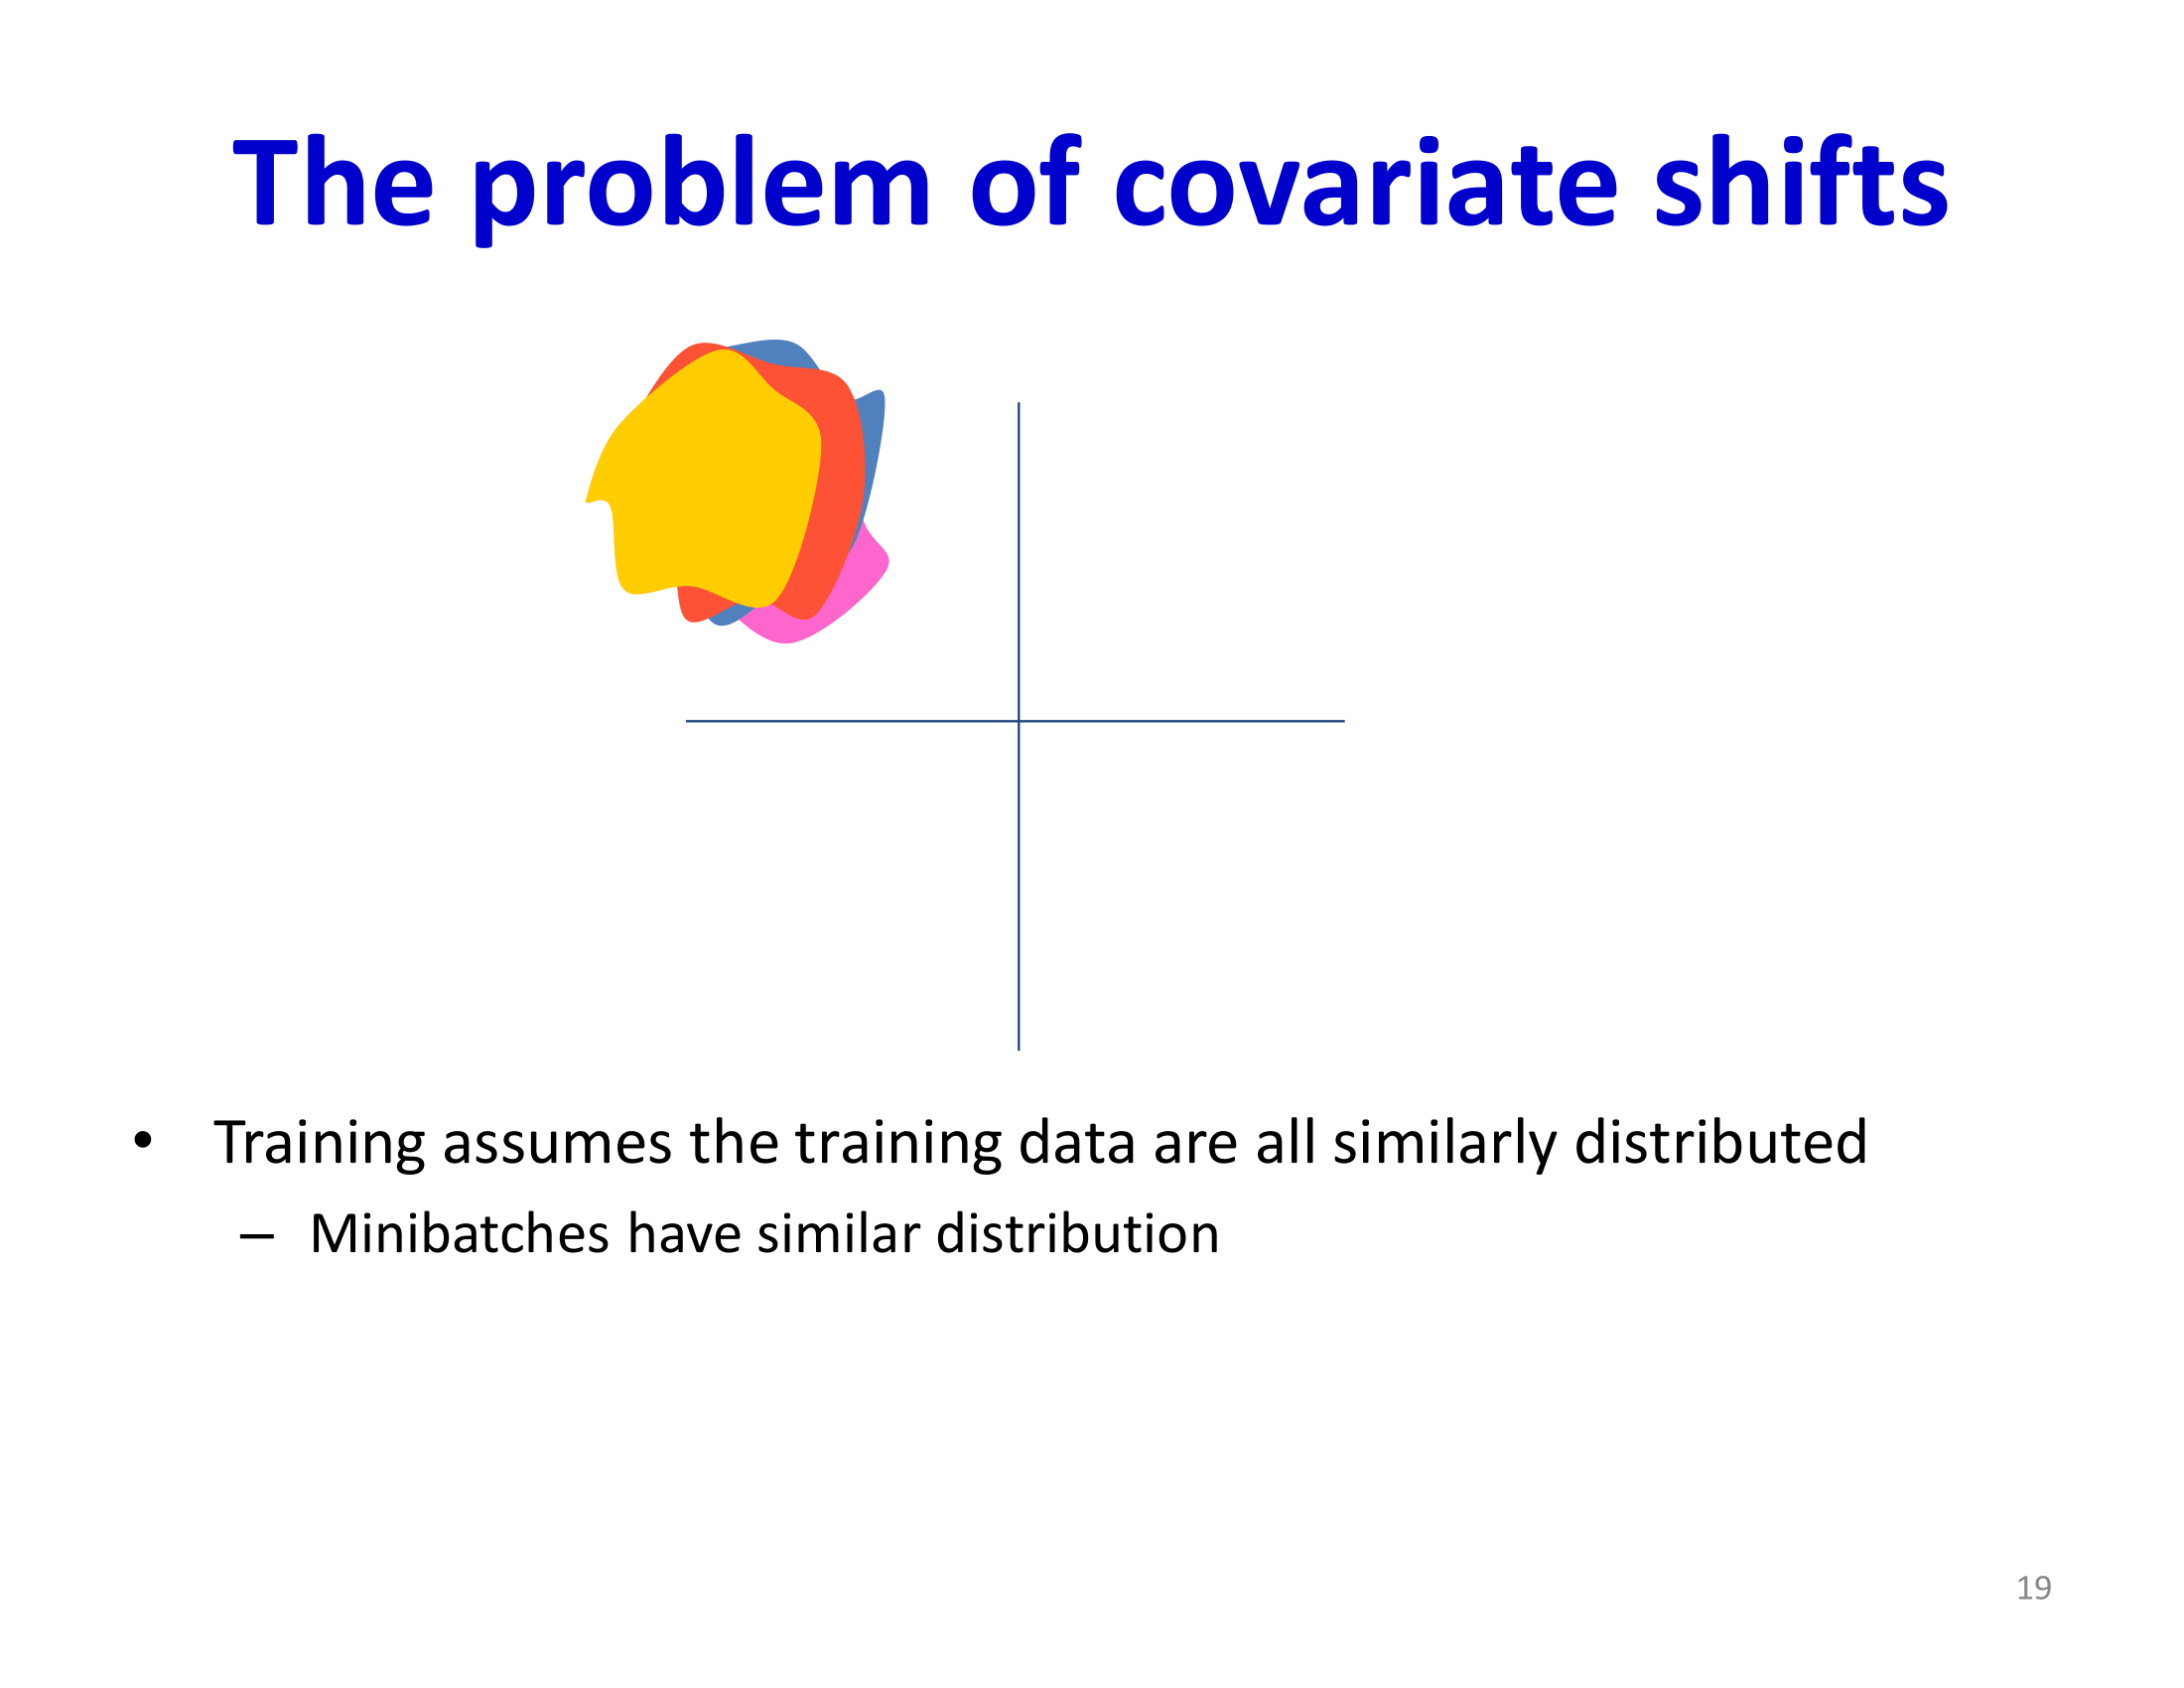 The problem of covariate shifts
• Training assumes the training data are all similarly distributed
– Minibatches have similar distribution
19